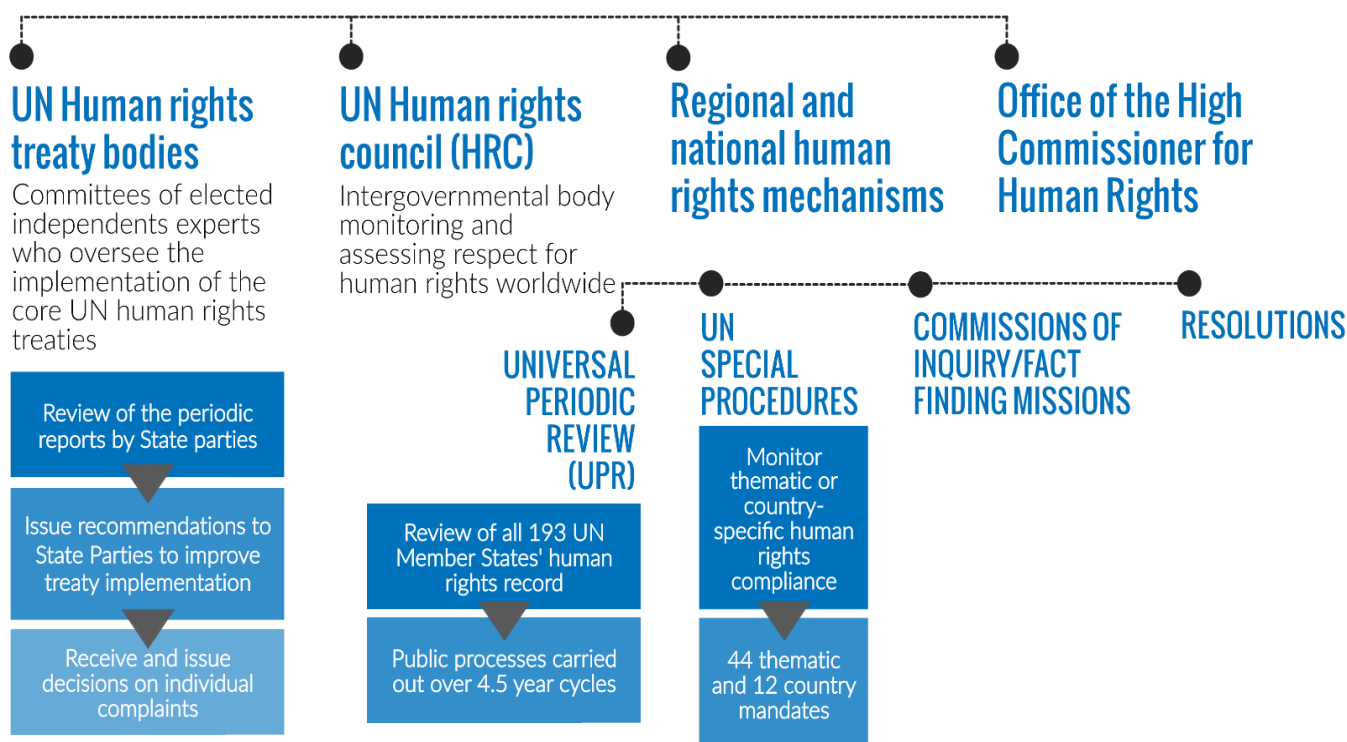 UN Human rights
treaty bodies
Committees of elected
independents experts
who oversee the
implementation of the
core UN human rights
treaties
Review of the periodic
reports by State parties
Issue recommendations to
State Parties to improve
treaty implementation
Receive and issue
decisions on individual
complaints
UN Human rights
council (HRC)
Intergovernmental body
monitoring and
assessing respect for
human rights worldwide
Regional and
national human
rights mechanisms
Office of the High
Commissioner for
Human Rights
UNIVERSAL
PERIODIC
REVIEW
(UPR)
Review of all 193 UN
Member States' human
rights record
Public processes carried
out over 4.5 year cycles
UN
SPECIAL
PROCEDURES
Monitor
thematic or
country-
specific human
rights
compliance
44 thematic
and 12 country
mandates
COMMISSIONS OF
INQUIRY/FACT
FINDING MISSIONS
RESOLUTIONS